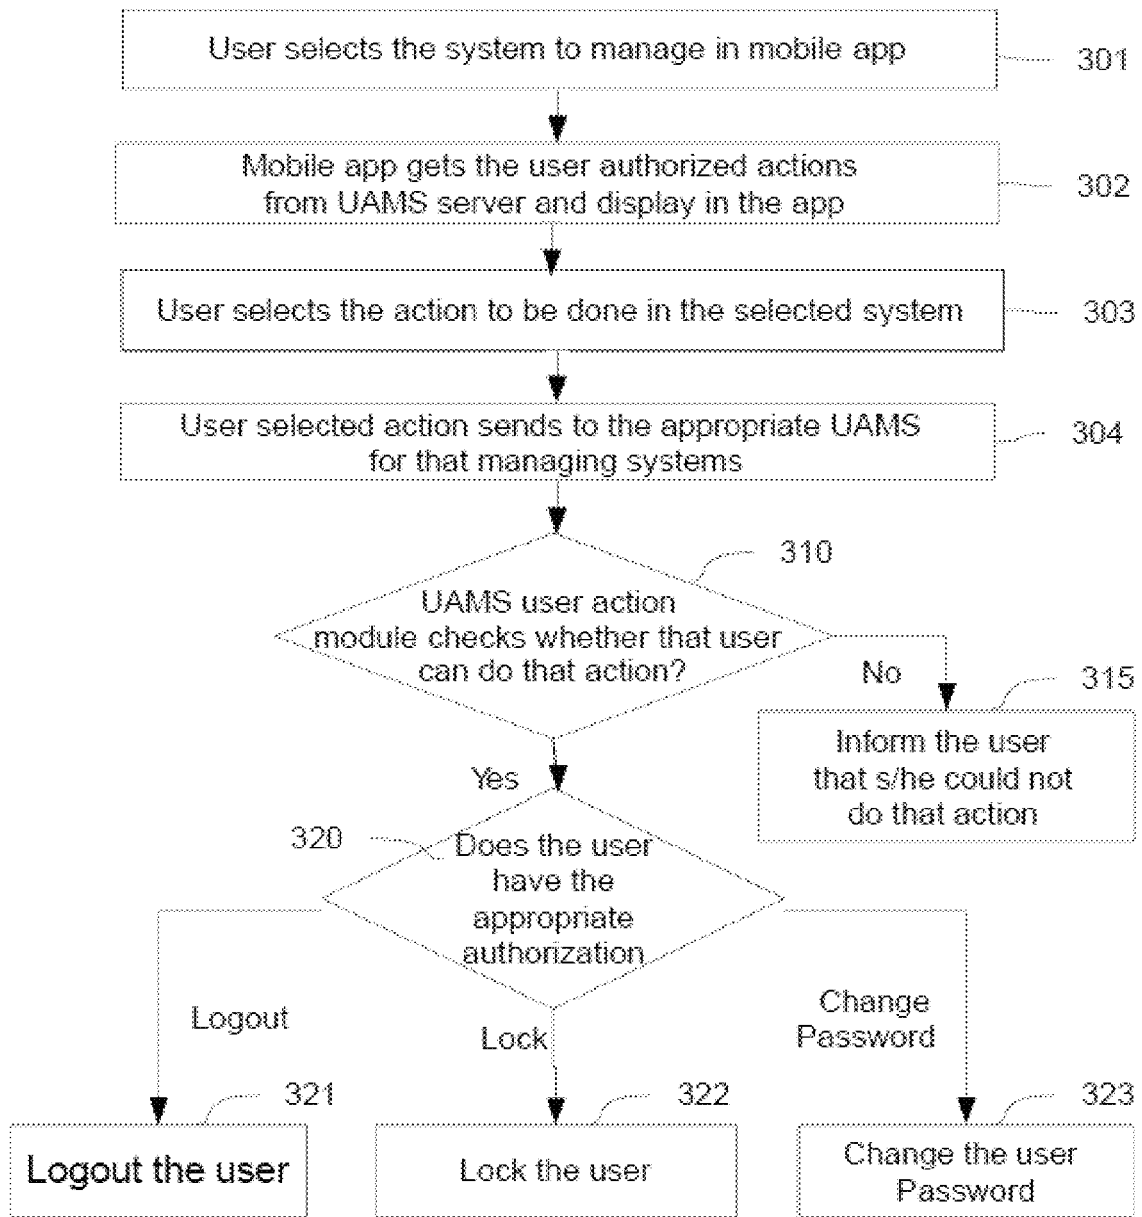 User selects the system to manage in mobile app
301
Mobile app gets the user authorized actions
from UAMS server and display in the app
302
User selects the action to be done in the selected system
303
User selected action sends to the appropriate UAMS
for that managing systems
304
310
UAMS user action
module checks whether that user
can do that action?
No
315
Inform the user
that s/he could not
do that action
Yes
320
Does the user
have the
appropriate
authorization
Logout
Lock
Change
Password
321
322
323
Logout the user
Lock the user
Change the user
Password